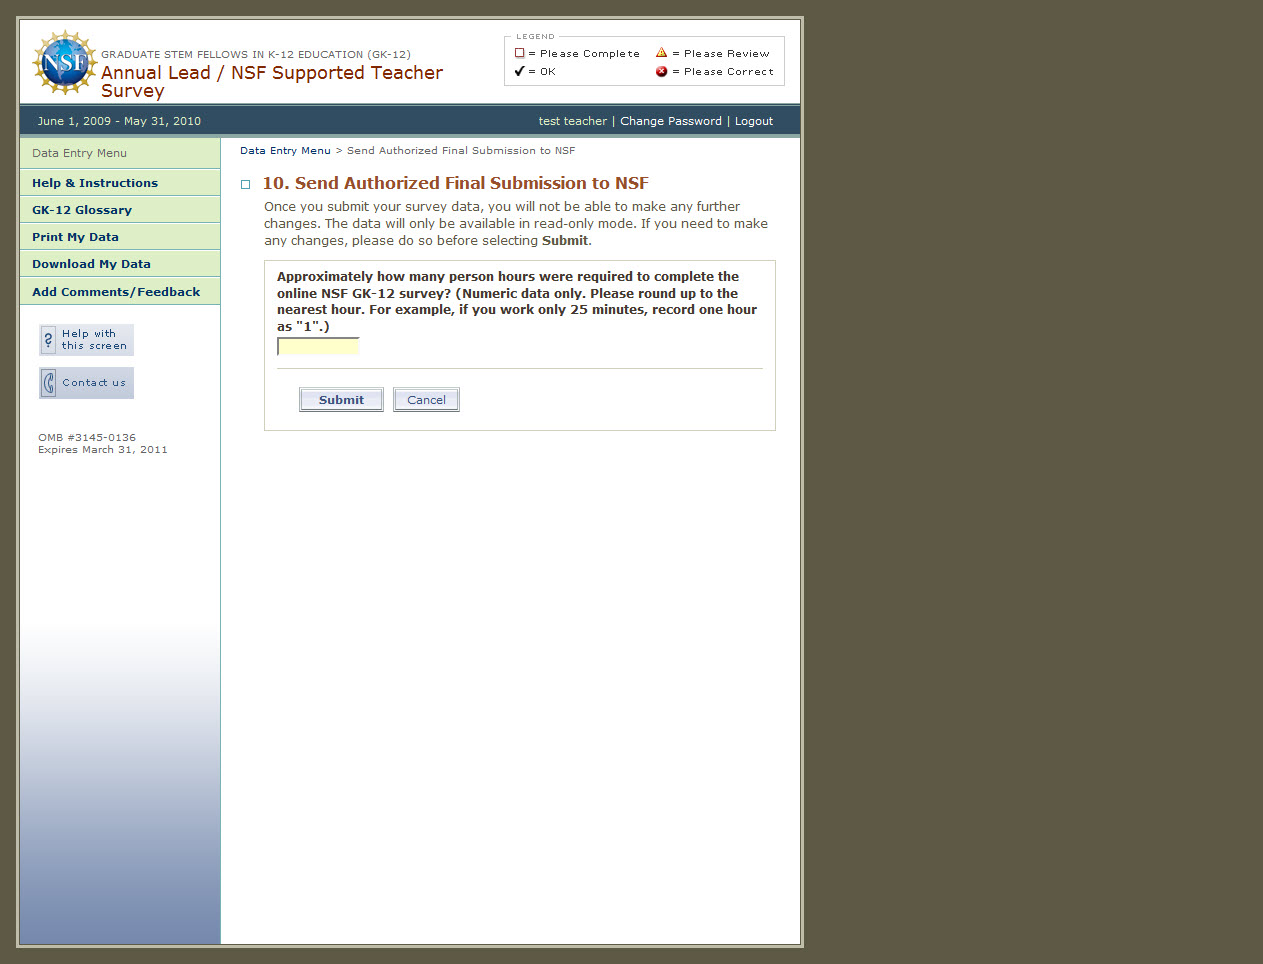 NSF
GRADUATE STEM FELLOWS IN K-12 EDUCATION (GK-12)
Annual Lead / NSF Supported Teacher
Survey
LEGEND
= Please Complete
= Please Review
= OK
= Please Correct
June 1, 2009 - May 31, 2010
test teacher | Change Password | Logout
Data Entry Menu
Help & Instructions
GK-12 Glossary
Print My Data
Download My Data
Add Comments/Feedback
? Help with
this screen
Contact us
OMB #3145-0136
Expires March 31, 2011
Data Entry Menu > Send Authorized Final Submission to NSF
10. Send Authorized Final Submission to NSF
Once you submit your survey data, you will not be able to make any further
changes. The data will only be available in read-only mode. If you need to make
any changes, please do so before selecting Submit.
Approximately how many person hours were required to complete the
online NSF GK-12 survey? (Numeric data only. Please round up to the
nearest hour. For example, if you work only 25 minutes, record one hour
as "1".)
Submit
Cancel